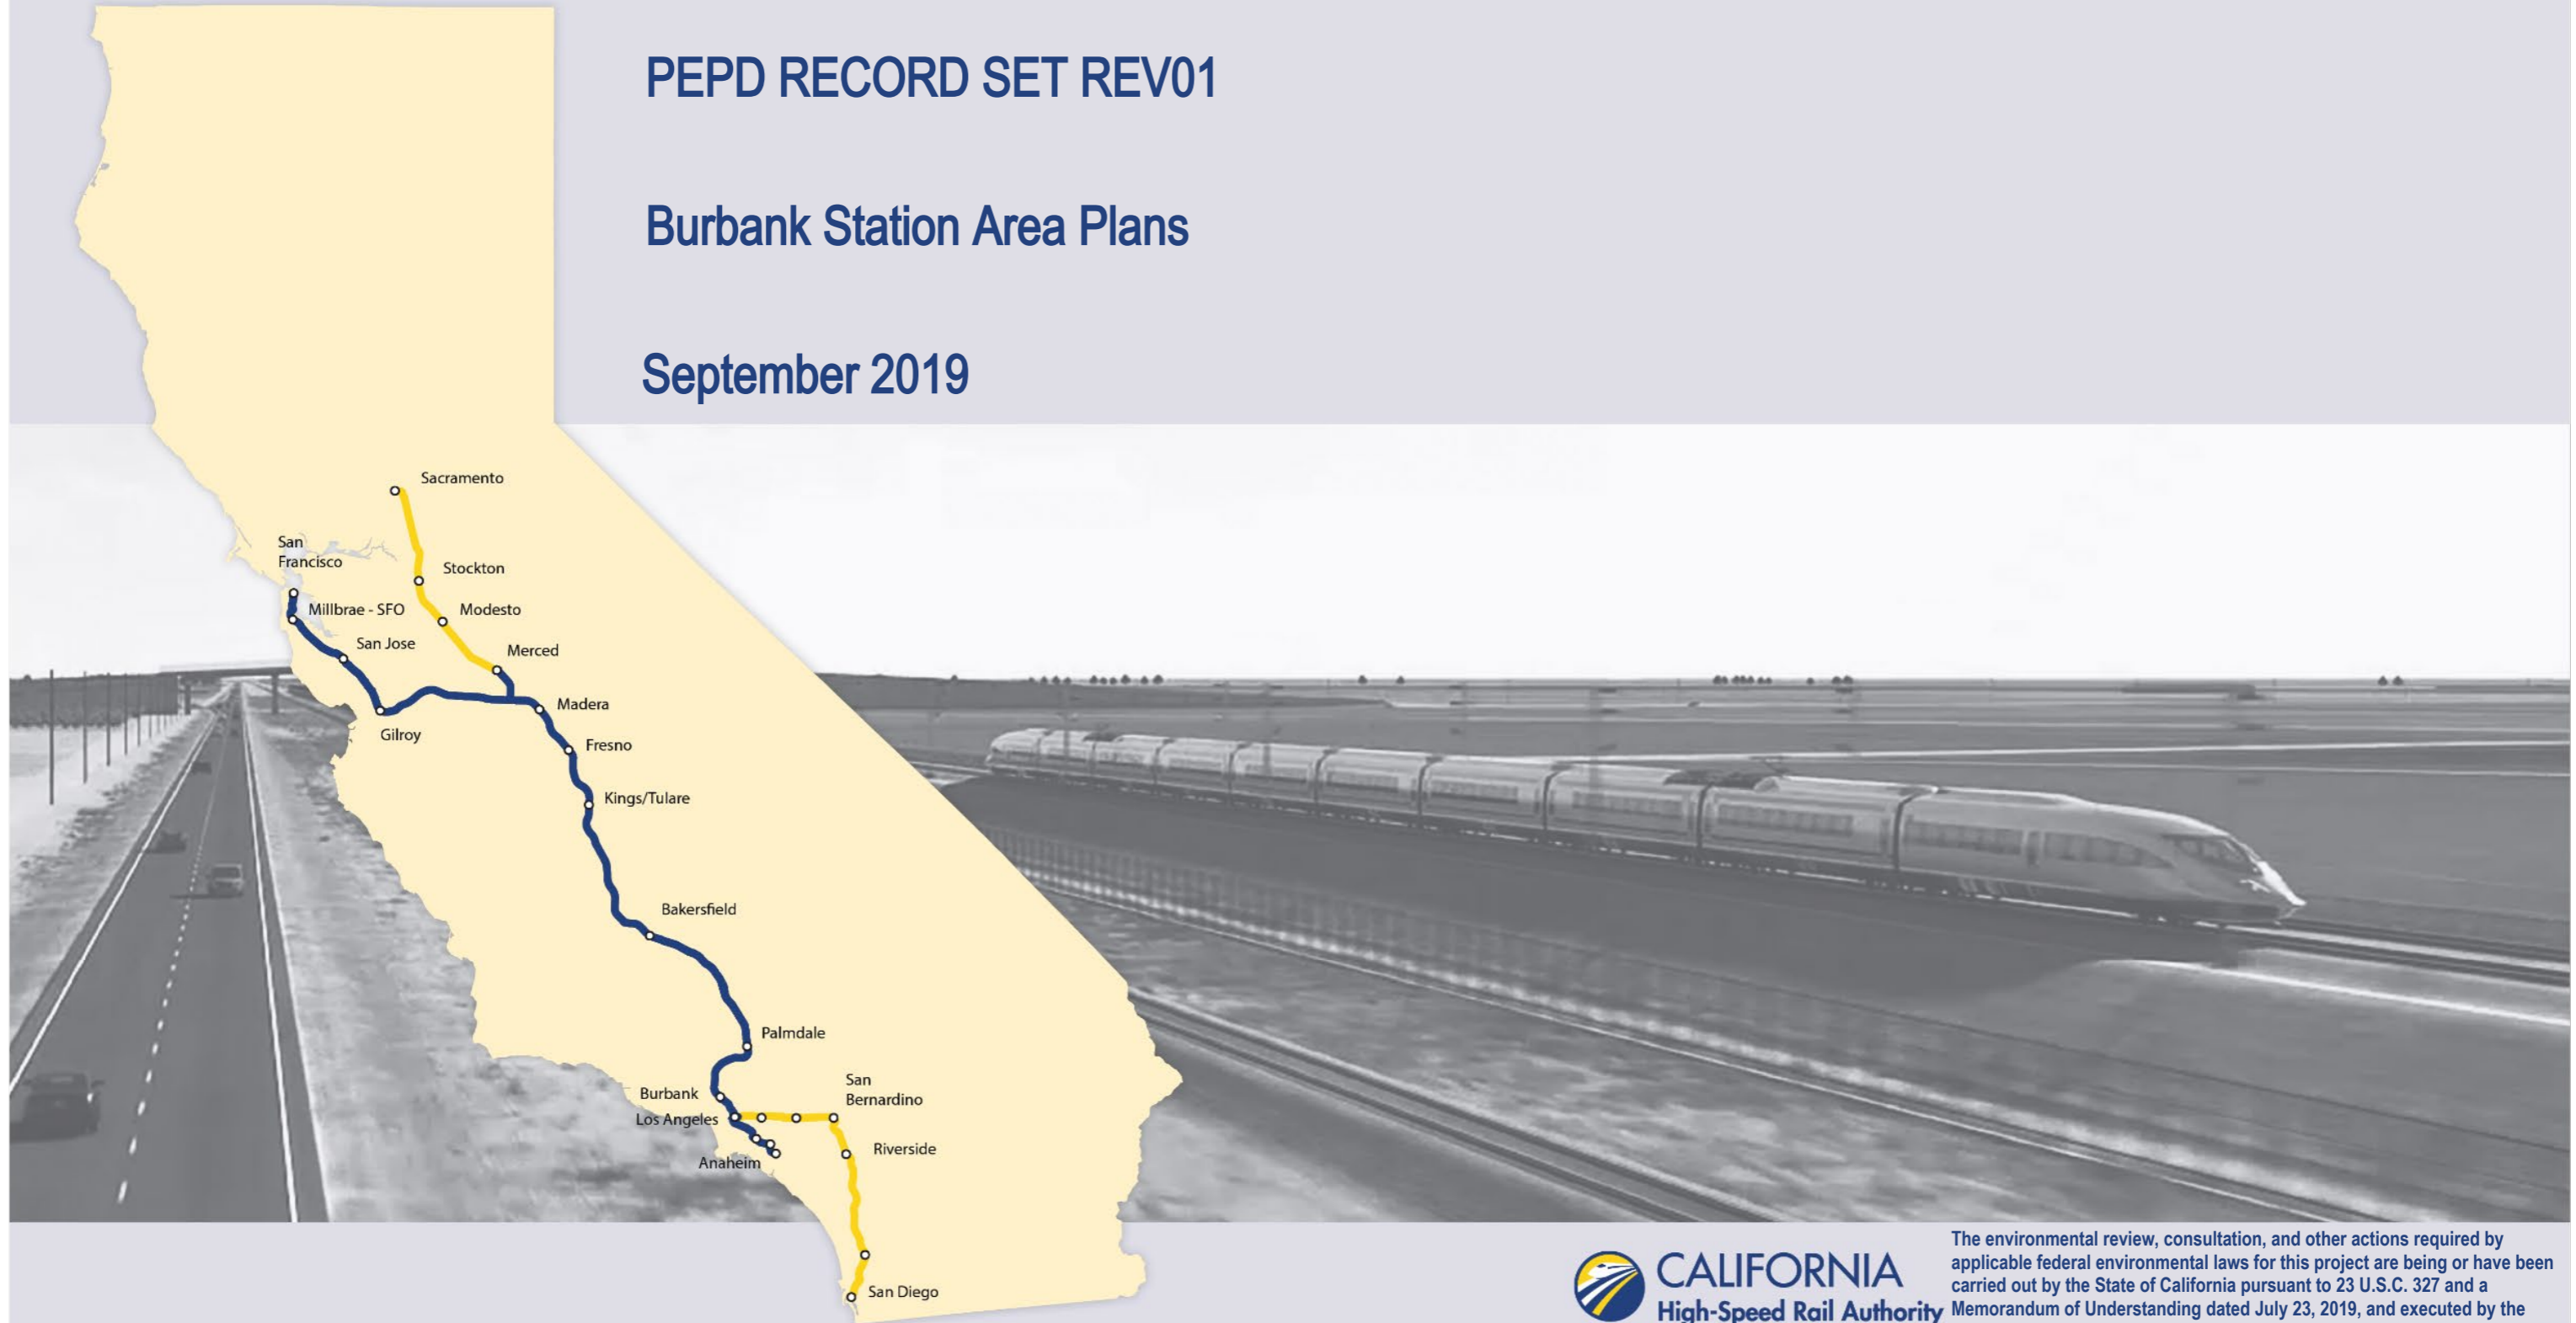 PEPD RECORD SET REV01
Burbank Station Area Plans
September 2019
Sacramento
San
Francisco
Stockton
Millbrae - SFO
Modesto
San Jose
Merced
Madera
Gilroy
Fresno
Kings/Tulare
Bakersfield
Palmdale
San
Bernardino
Burbank
Los Angeles
Riverside
Anaheim
San Diego
CALIFORNIA
High-Speed Rail Authority
The environmental review, consultation, and other actions required by
applicable federal environmental laws for this project are being or have been
carried out by the State of California pursuant to 23 U.S.C. 327 and a
Memorandum of Understanding dated July 23, 2019, and executed by the